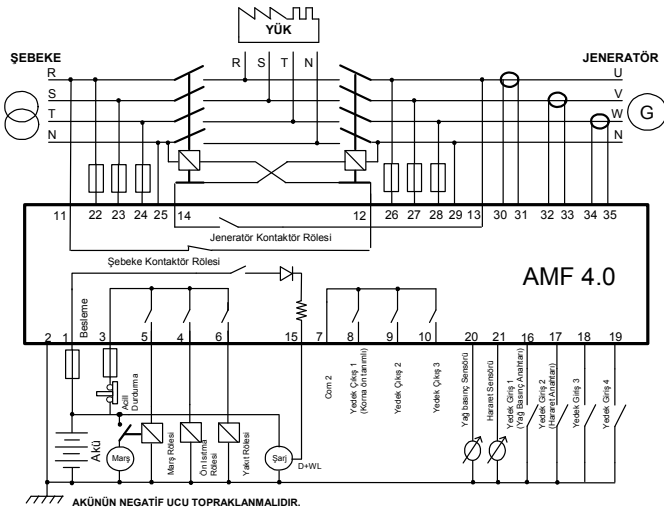 YÜK
ŞEBEKE
JENERATÖR
R S T N
R
S
T
N
U
V
W
N
G
11 22 23 24 25 14 12 26 27 28 29 13 30 31 32 33 34 35
Jeneratör Kontaktör Rölesi
Şebeke Kontaktör Rölesi
AMF 4.0
Besleme
2 1 3 5 4 6 15 7 8 9 10 20 21 16 17 18 19
Acill
Durdurma
Akü
Marş
Marş Rölesi
Ön Isıtma
Rölesi
Yakıt Rölesi
Şarj
D+WL
Com 2
Yedek Çıkış 1
(Korna ön tanımlı)
Yedek Çıkış 2
Yedek Çıkış 3
Yağ basınç Sensörü
Hararet Sensörü
Yedek Giriş 1
(Yağ Basınç Anahtarı)
Yedek Giriş 2
(Hararet Anahtarı)
Yedek Giriş 3
Yedek Giriş 4
AKÜNÜN NEGATİF UCU TOPRAKLANMALIDIR.